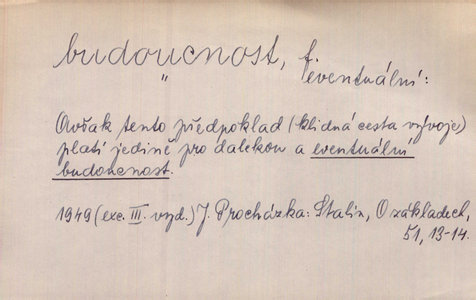 budoucnost, f.
" eventuální:
Avšak tento předpoklad (klidná cesta vývoje)
platí jedině pro dalekou a eventuální
budoucnost.
1949 (exc. III. vyd.) J. Procházka: Stalin, O základech,
51, 13-14.